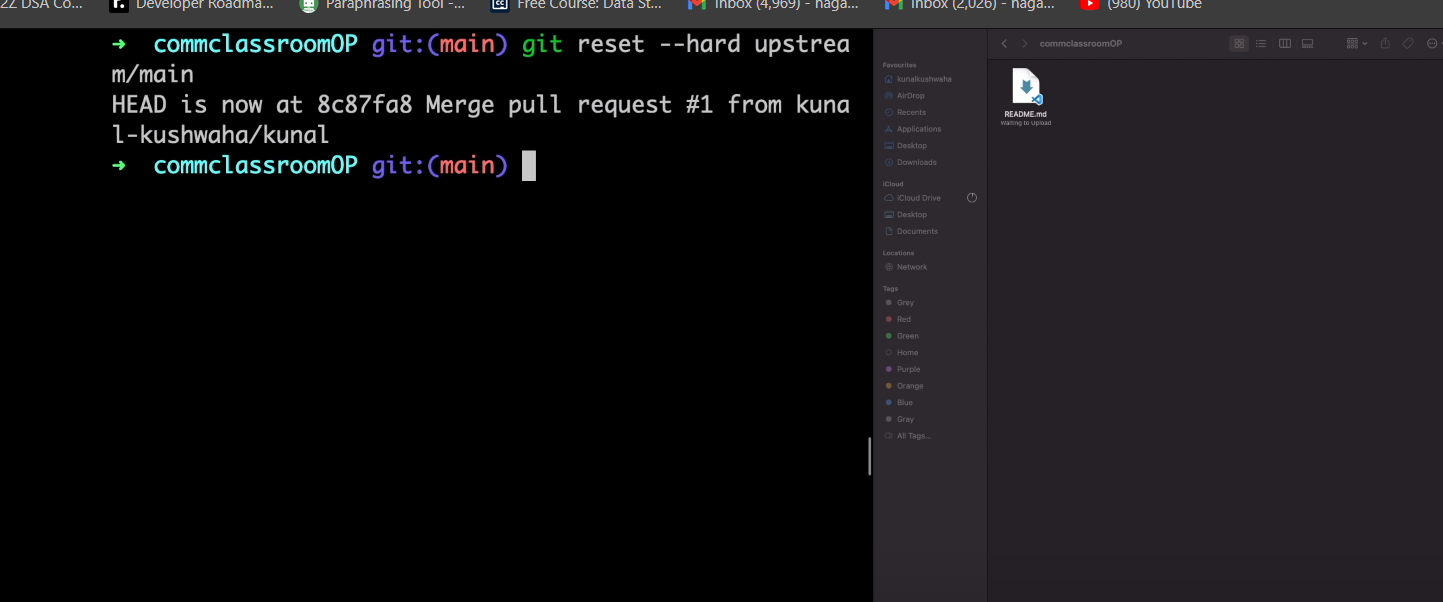 2Z DSA Co... Developer Roadma... Paraphrasing Tool -... Free Course: Data St... Inbox (4,969) - naga... Inbox (2,026) - naga... (980) YouTube
➜ commclassroomOP git:(main) git reset --hard upstrea
m/main
HEAD is now at 8c87fa8 Merge pull request #1 from kuna
l-kushwaha/kunal
➜ commclassroomOP git:(main)
commclassroomOP
Favourites
kunalkushwaha
AirDrop
Recents
Applications
Desktop
Downloads
iCloud
iCloud Drive
Desktop
Documents
Locations
Network
Tags
Grey
Red
Green
Home
Purple
Orange
Blue
Gray
All Tags...
README.md
Waiting to Upload